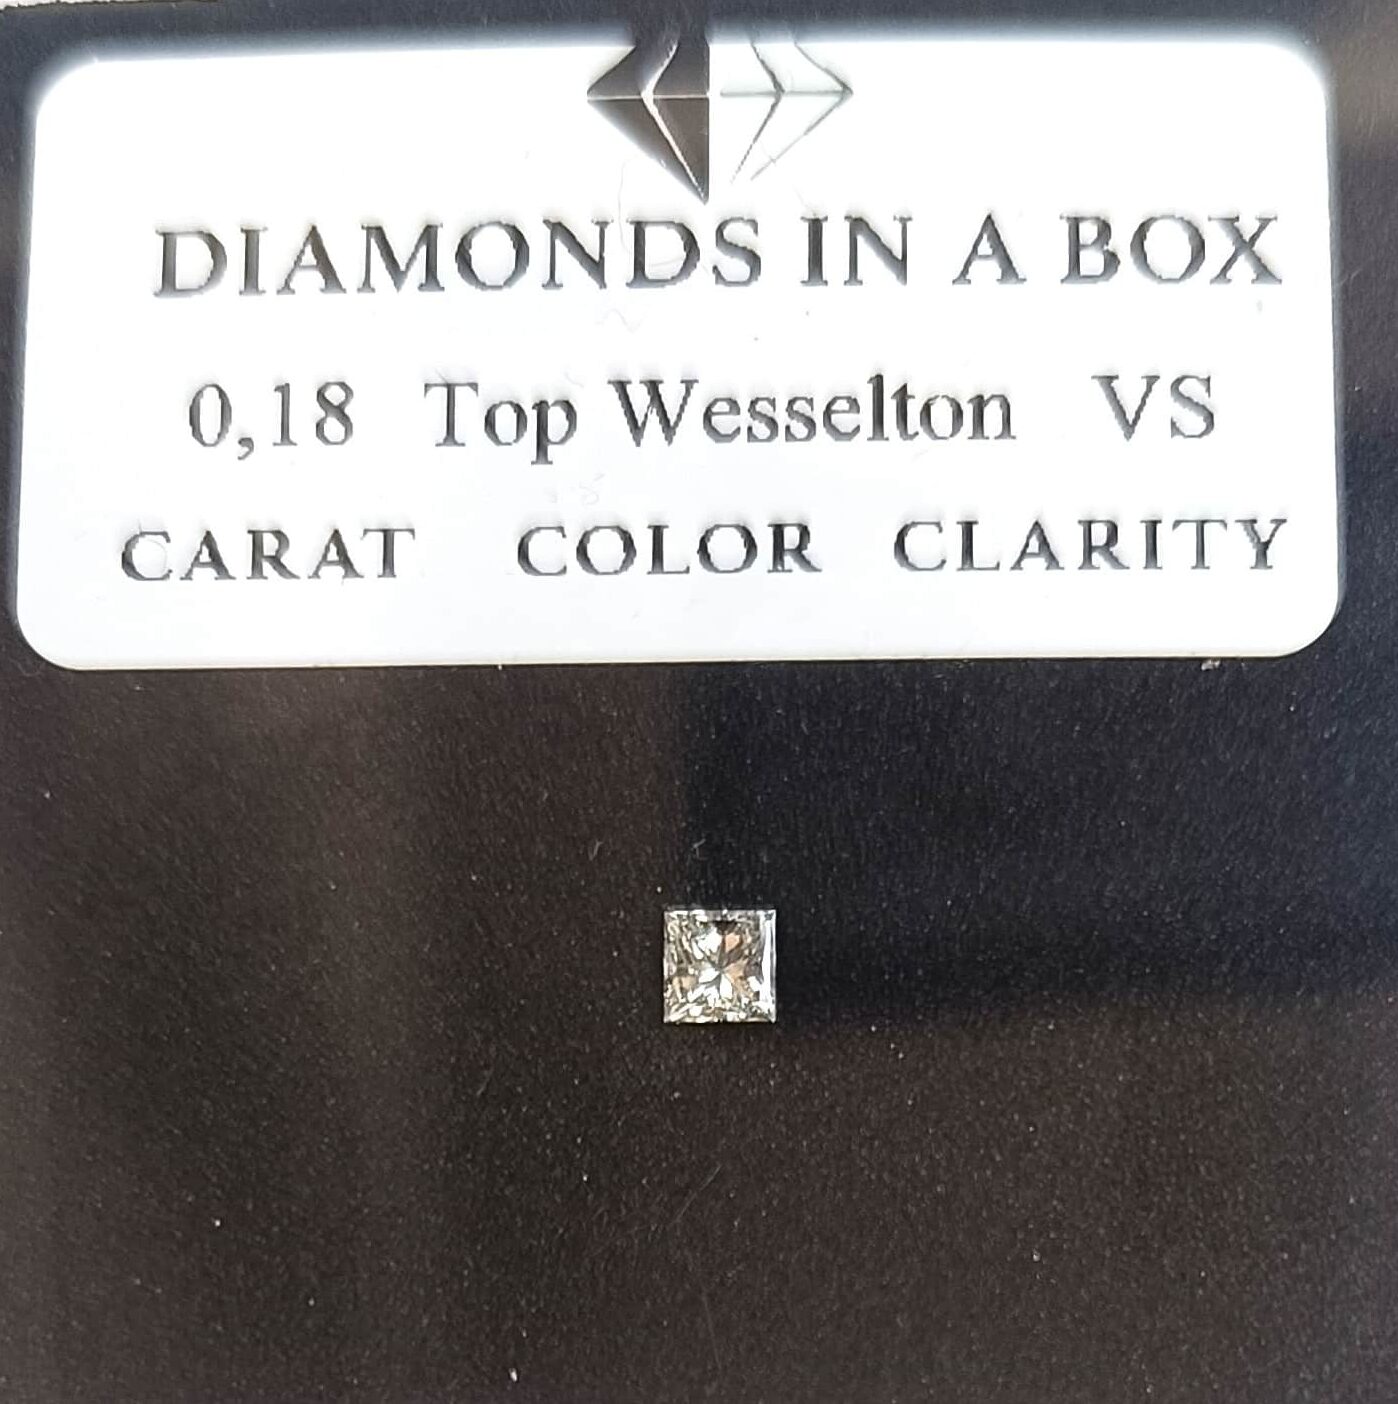 DIAMONDS IN A BOX
0,18 Top Wesselton VS
CARAT COLOR CLARITY